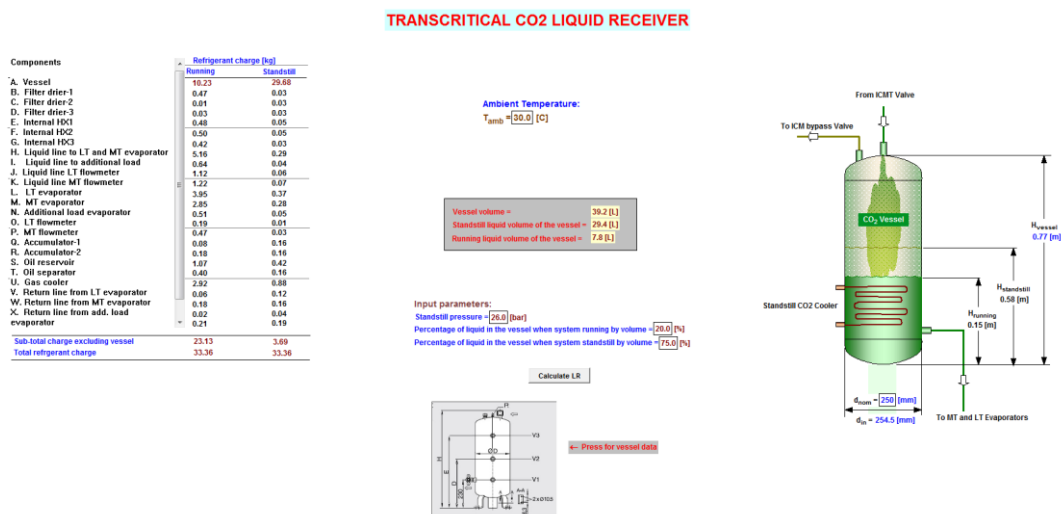 TRANSCRITICAL CO2 LIQUID RECEIVER
Components
Refrigerant charge [kg]
Running Standstill
A. Vessel 10.23 29.68
B. Filter drier-1 0.47 0.03
C. Filter drier-2 0.01 0.03
D. Filter drier-3 0.03 0.03
E. Internal HX1 0.48 0.05
F. Internal HX2 0.50 0.05
G. Internal HX3 0.42 0.03
H. Liquid line to LT and MT evaporator 5.16 0.29
I. Liquid line to additional load 0.64 0.04
J. Liquid line LT flowmeter 1.12 0.06
K. Liquid line MT flowmeter 1.22 0.07
L. LT evaporator 3.95 0.37
M. MT evaporator 2.85 0.28
N. Additional load evaporator 0.51 0.05
O. LT flowmeter 0.19 0.01
P. MT flowmeter 0.47 0.03
Q. Accumulator-1 0.08 0.16
R. Accumulator-2 0.18 0.16
S. Oil reservoir 1.07 0.42
T. Oil separator 0.40 0.16
U. Gas cooler 2.92 0.88
V. Return line from LT evaporator 0.06 0.12
W. Return line from MT evaporator 0.18 0.16
X. Return line from add. load 0.02 0.04
evaporator 0.21 0.19
Sub-total charge excluding vessel 23.13 3.69
Total refrgerant charge 33.36 33.36
Ambient Temperature:
Tamb = 30.0 [C]
Vessel volume = 39.2 [L]
Standstill liquid volume of the vessel = 29.4 [L]
Running liquid volume of the vessel = 7.8 [L]
Input parameters:
Standstill pressure = 26.0 [bar]
Percentage of liquid in the vessel when system running by volume = 20.0 [%]
Percentage of liquid in the vessel when system standstill by volume = 75.0 [%]
Calculate LR
← Press for vessel data
V3
V2
V1
ØD
H
E
D
A-A
From ICMT Valve
To ICM bypass Valve
CO2 Vessel
Hvessel
0.77 [m]
Hstandstill
0.58 [m]
Standstill CO2 Cooler
Hrunning
0.15 [m]
dnom = 250 [mm]
din = 254.5 [mm]
To MT and LT Evaporators